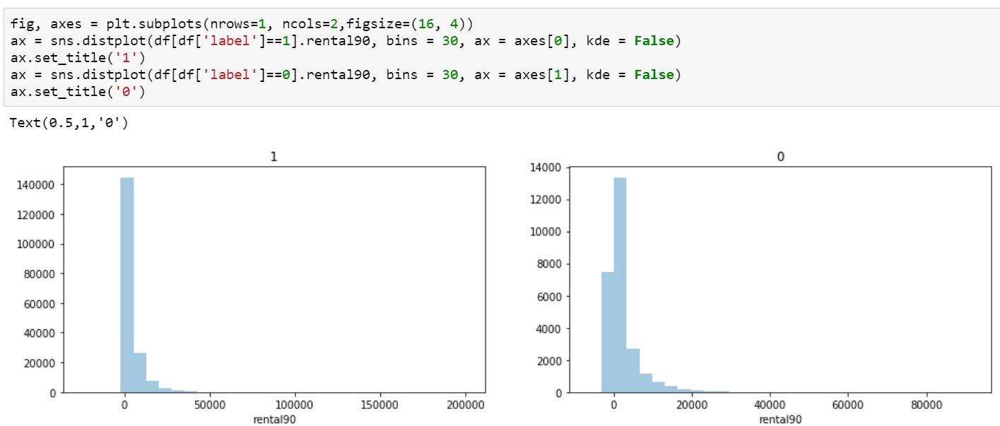 fig, axes = plt.subplots(nrows=1, ncols=2,figsize=(16, 4))
ax = sns.distplot(df[df['label']==1].rental90, bins = 30, ax = axes[0], kde = False)
ax.set_title('1')
ax = sns.distplot(df[df['label']==0].rental90, bins = 30, ax = axes[1], kde = False)
ax.set_title('0')
Text(0.5,1,'0')
1
140000
120000
100000
80000
60000
40000
20000
0
0 50000 100000 150000 200000
rental90
0
14000
12000
10000
8000
6000
4000
2000
0
0 20000 40000 60000 80000
rental90